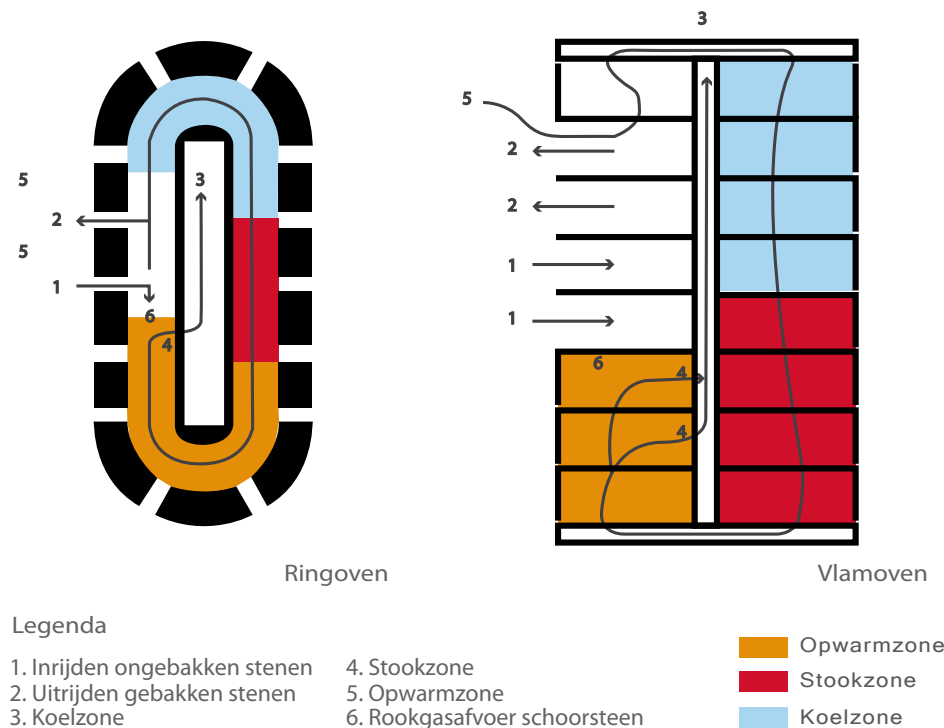 3
5
2
2
1
1
6
4
4
5
2
5
1
3
6
4
Ringoven
Vlamoven
Legenda
1. Inrijden ongebakken stenen
2. Uitrijden gebakken stenen
3. Koelzone
4. Stookzone
5. Opwarmzone
6. Rookgasafvoer schoorsteen
Opwarmzone
Stookzone
Koelzone